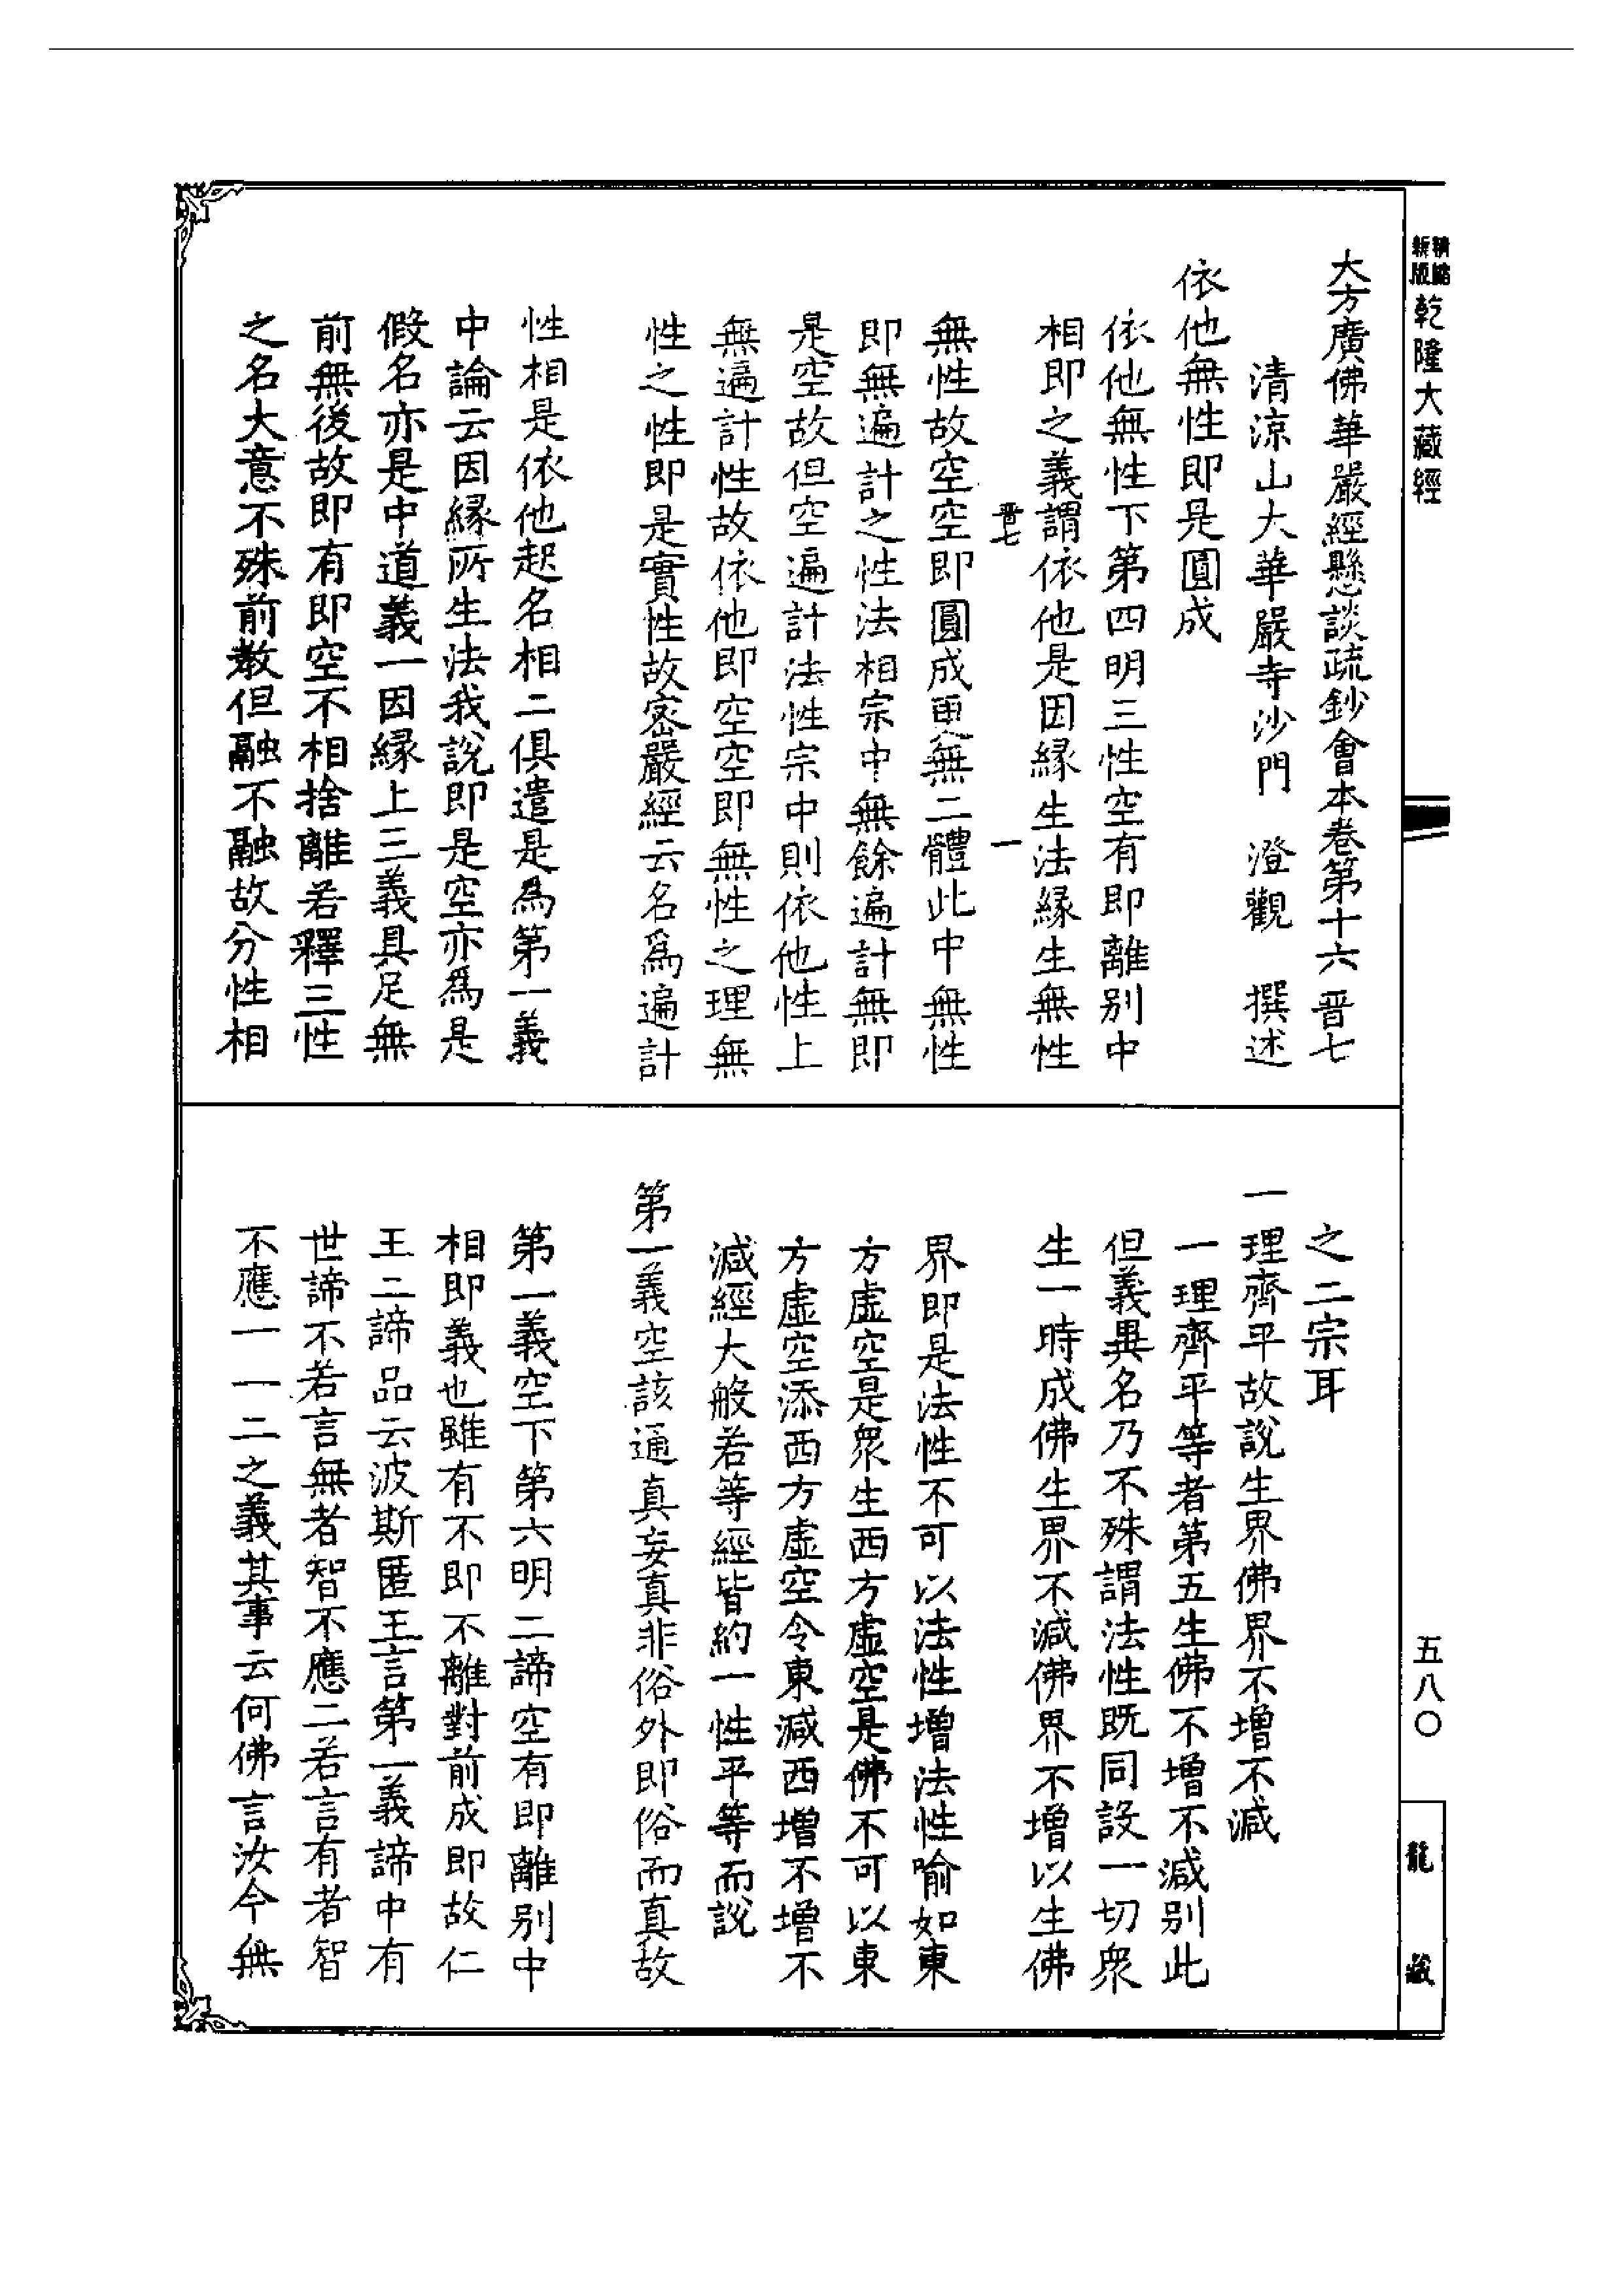 精縮新版
乾隆大藏經
五八〇
龍藏
大方廣佛華嚴經懸談疏鈔會本卷第十六 晋七
清涼山大華嚴寺沙門 澄觀 撰述
依他無性即是圓成
依他無性下第四明三性空有即離別中
相即之義謂依他是因緣生法緣生無性
晋七 一
無性故空空即圓成更無二體此中無性
即無遍計之性法相宗中無餘遍計無即
是空故但空遍計法性宗中則依他性上
無遍計性故依他即空空即無性之理無
性之性即是實性故密嚴經云名爲遍計
性相是依他起名相二俱遣是爲第一義
中論云因緣所生法我說即是空亦爲是
假名亦是中道義一因緣上三義具足無
前無後故即有即空不相捨離若釋三性
之名大意不殊前教但融不融故分性相
之二宗耳
一理齊平故說生界佛界不增不減
一理齊平等者第五生佛不增不減別此
但義異名乃不殊謂法性既同設一切衆
生一時成佛生界不減佛界不增以生佛
界即是法性不可以法性增法性喻如東
方虛空是衆生西方虛空是佛不可以東
方虛空添西方虛空令東減西增不增不
減經大般若等經皆約一性平等而說
第一義空該通真妄真非俗外即俗而真故
第一義空下第六明二諦空有即離別中
相即義也雖有不即不離對前成即故仁
王二諦品云波斯匿王言第一義諦中有
世諦不若言無者智不應二若言有者智
不應一一二之義其事云何佛言汝今無